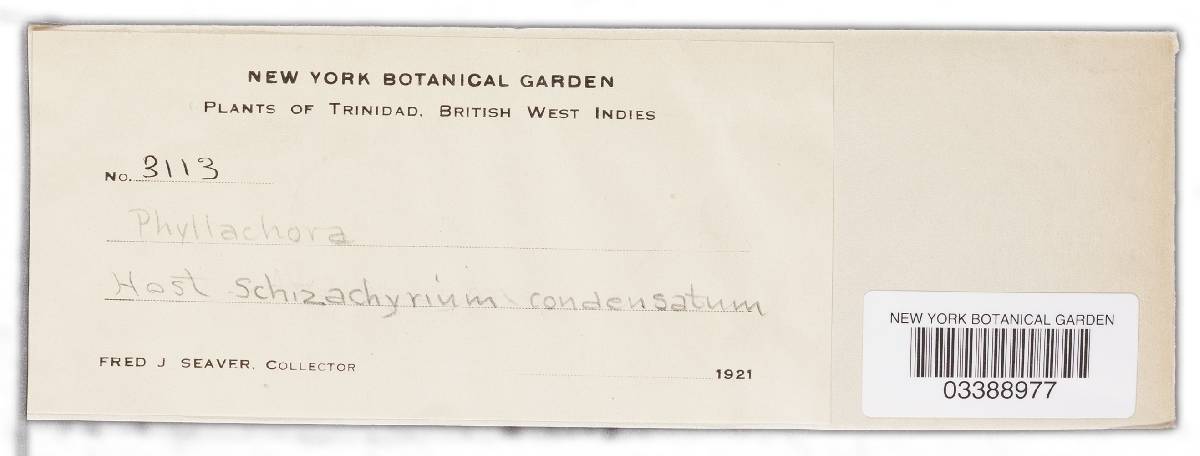 NEW YORK BOTANICAL GARDEN
PLANTS OF TRINIDAD, BRITISH WEST INDIES
No. 3113
Phyllachora
Host Schizachyrium condensatum
FRED J SEAVER, COLLECTOR
1921
NEW YORK BOTANICAL GARDEN
03388977